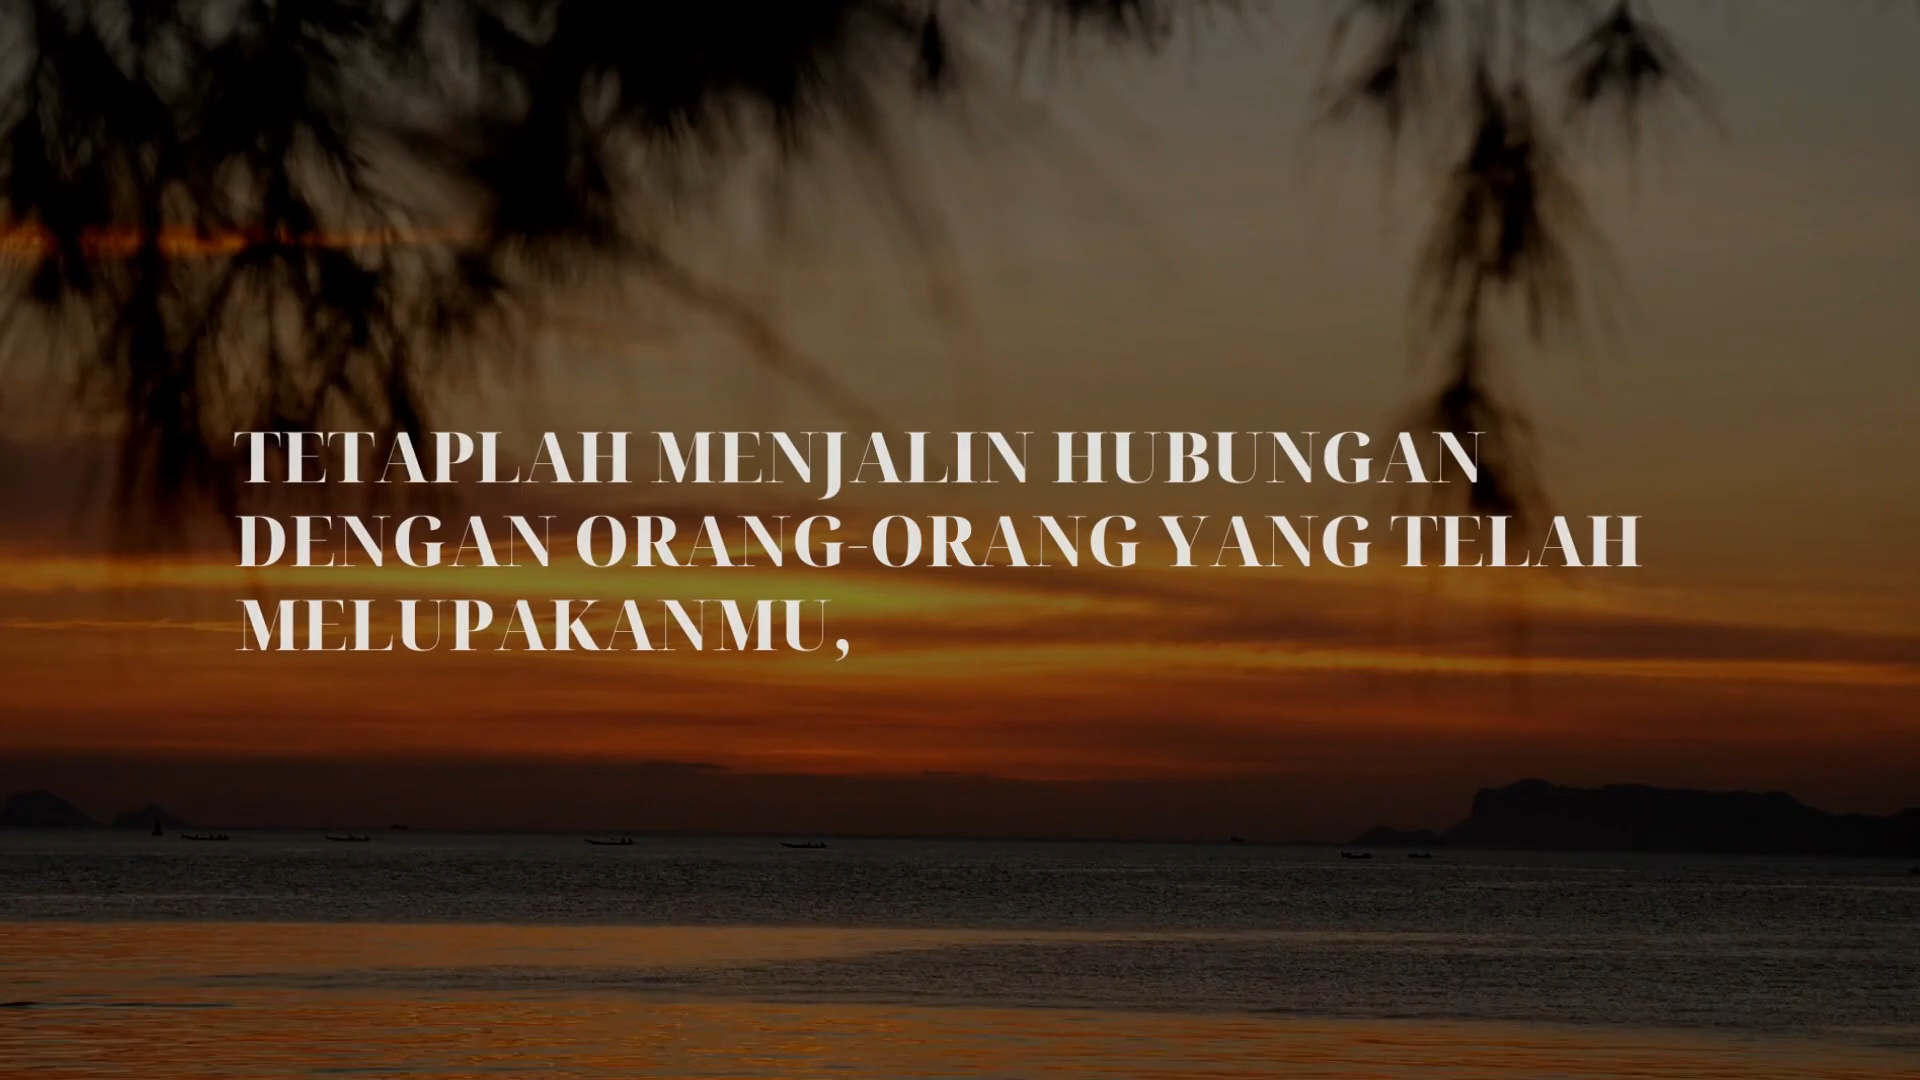 TETAPLAH MENJALIN HUBUNGAN
DENGAN ORANG-ORANG YANG TELAH
MELUPAKANMU,